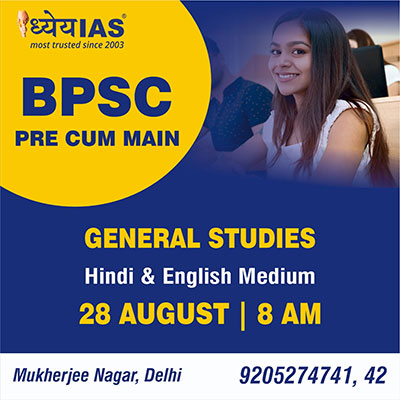 ध्येयIAS®
most trusted since 2003
BPSC
PRE CUM MAIN
GENERAL STUDIES
Hindi & English Medium
28 AUGUST | 8 AM
Mukherjee Nagar, Delhi
9205274741, 42